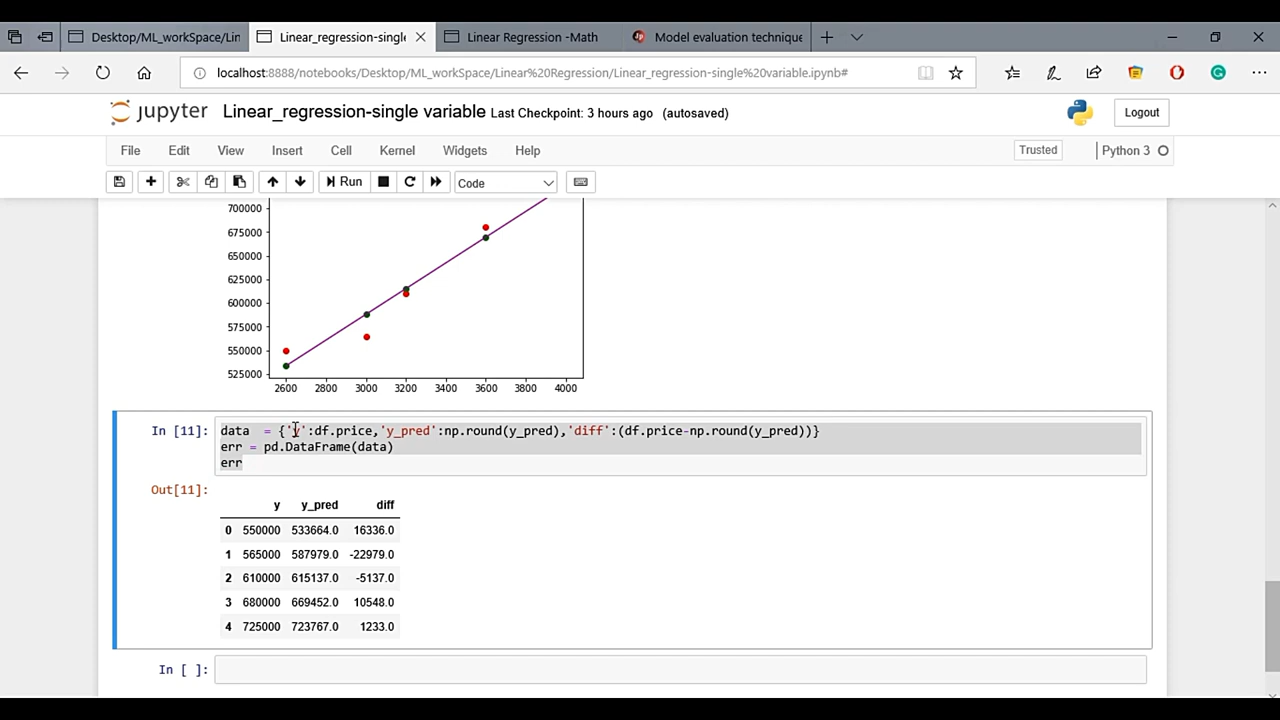 Desktop/ML_workSpace/Lin
Linear_regression-singl
Linear Regression -Math
Model evaluation technique
localhost:8888/notebooks/Desktop/ML_workSpace/Linear%20Regression/Linear_regression-single%20variable.ipynb#
jupyter Linear_regression-single variable Last Checkpoint: 3 hours ago (autosaved)
Logout
File Edit View Insert Cell Kernel Widgets Help
Trusted
Python 3
Run
Code
700000
675000
650000
625000
600000
575000
550000
525000
2600 2800 3000 3200 3400 3600 3800 4000
In [11]: data = {'y':df.price,'y_pred':np.round(y_pred),'diff':(df.price-np.round(y_pred))}
err = pd.DataFrame(data)
err
Out[11]:
y y_pred diff
0 550000 533664.0 16336.0
1 565000 587979.0 -22979.0
2 610000 615137.0 -5137.0
3 680000 669452.0 10548.0
4 725000 723767.0 1233.0
In [ ]: